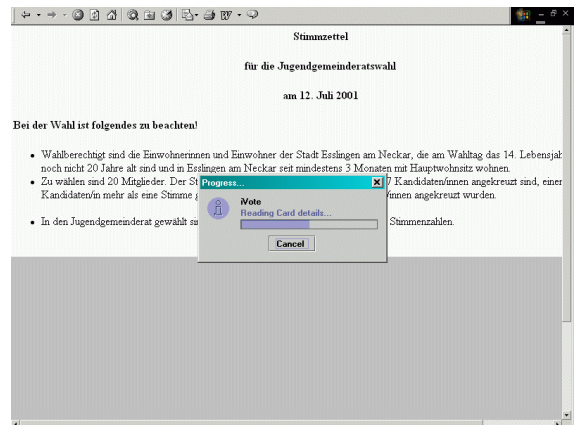 Stimmzettel
für die Jugendgemeinderatswahl
am 12. Juli 2001
Bei der Wahl ist folgendes zu beachten!
Wahlberechtigt sind die Einwohnerinnen und Einwohner der Stadt Esslingen am Neckar, die am Wahltag das 14. Lebensjah
noch nicht 20 Jahre alt sind und in Esslingen am Neckar seit mindestens 3 Monaten mit Hauptwohnsitz wohnen.
Zu wählen sind 20 Mitglieder. Der St 7 Kandidaten/innen angekreuzt sind, einer
Kandidaten/in mehr als eine Stimme g /innen angekreuzt wurden.
In den Jugendgemeinderat gewählt si Stimmenzahlen.
Progress...
iVote
Reading Card details...
Cancel